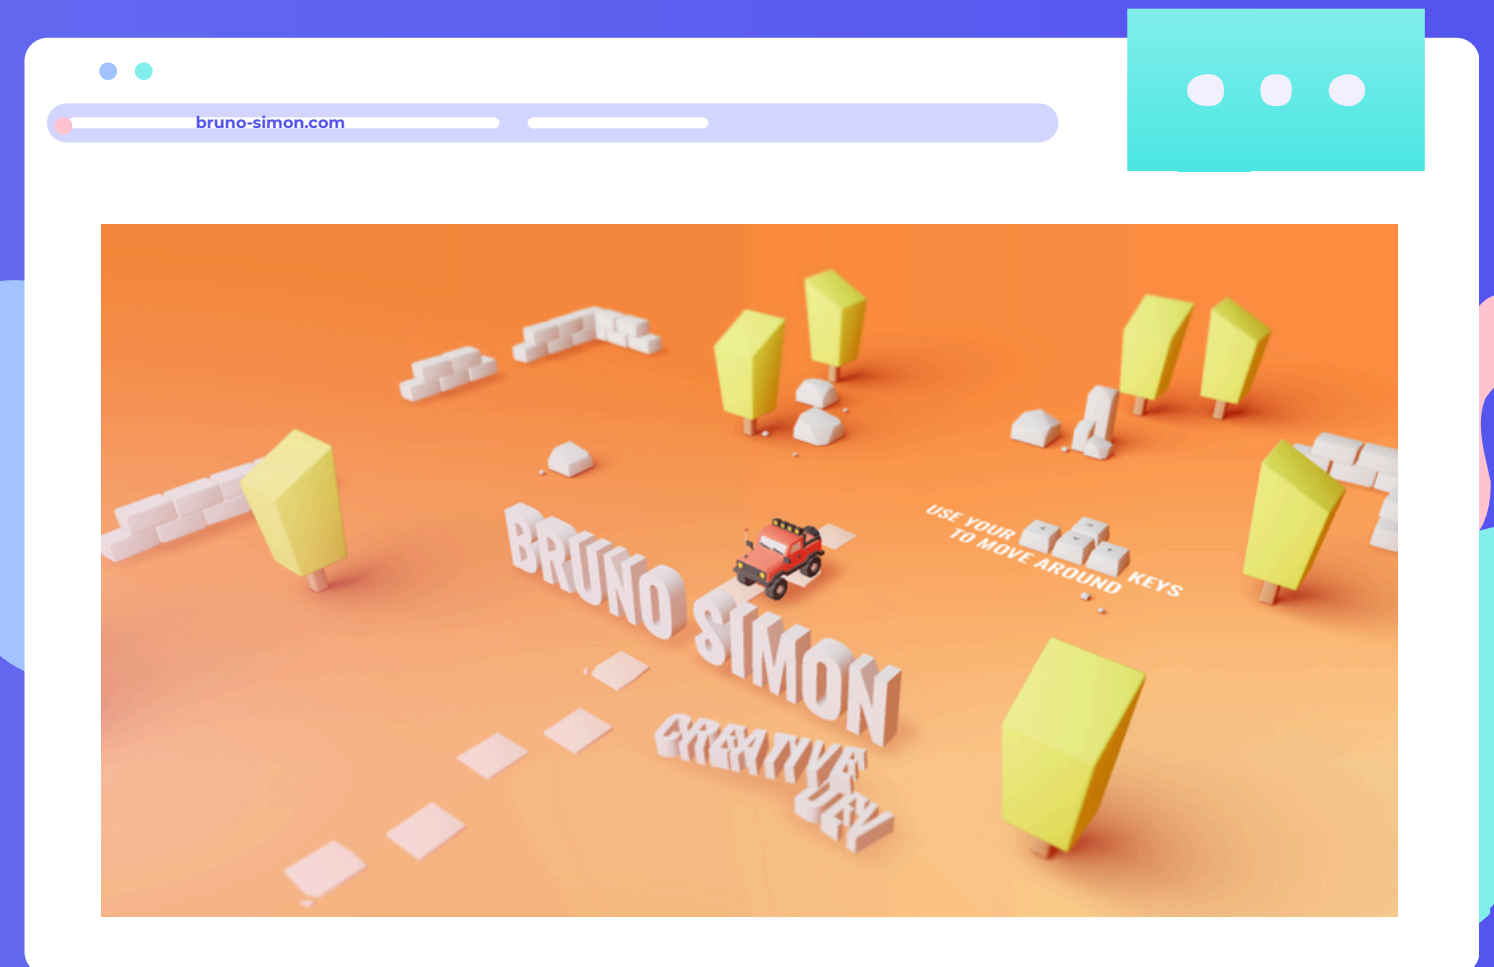 bruno-simon.com
USE YOUR
TO MOVE AROUND KEYS
BRUNO SIMON
CREATIVE
DEV